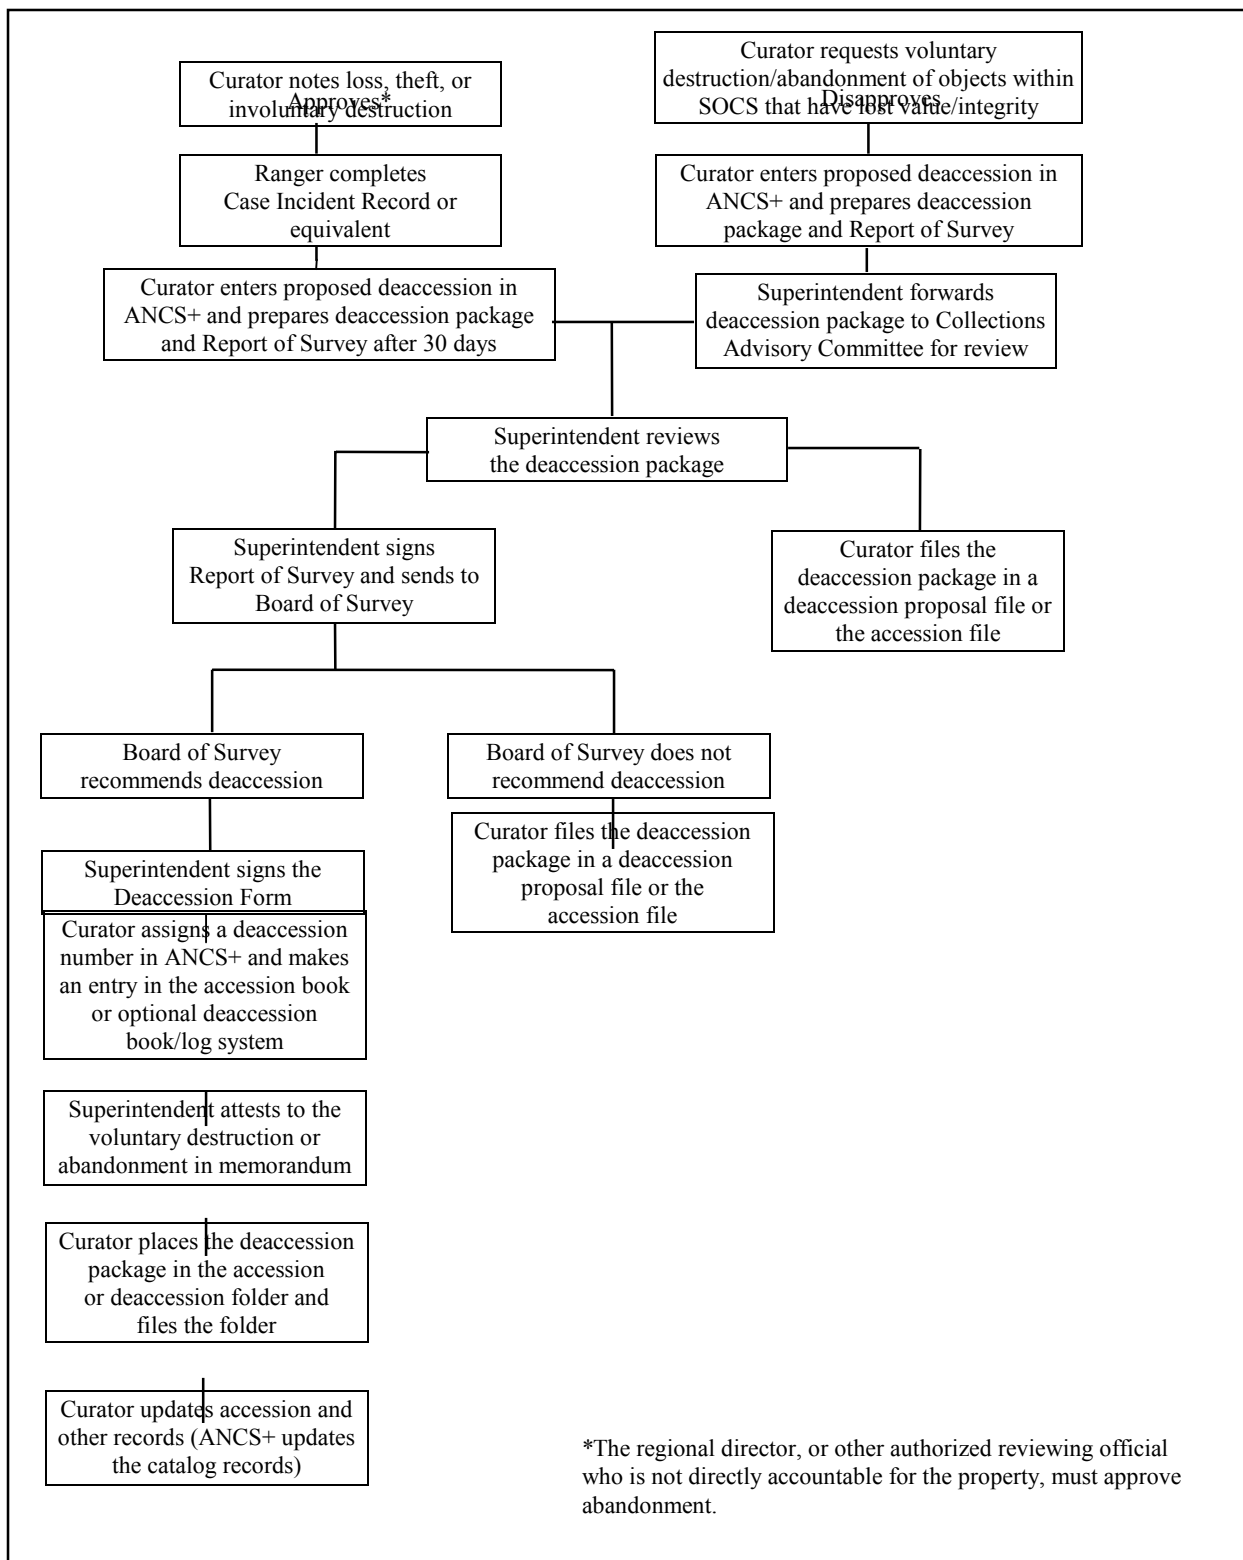 Curator notes loss, theft, or
involuntary destruction
Approves*
Curator requests voluntary
destruction/abandonment of objects within
SOCS that have lost value/integrity
Disapproves
Ranger completes
Case Incident Record or
equivalent
Curator enters proposed deaccession in
ANCS+ and prepares deaccession
package and Report of Survey
Curator enters proposed deaccession in
ANCS+ and prepares deaccession package
and Report of Survey after 30 days
Superintendent forwards
deaccession package to Collections
Advisory Committee for review
Superintendent reviews
the deaccession package
Superintendent signs
Report of Survey and sends to
Board of Survey
Curator files the
deaccession package in a
deaccession proposal file or
the accession file
Board of Survey
recommends deaccession
Board of Survey does not
recommend deaccession
Curator files the deaccession
package in a deaccession
proposal file or the
accession file
Superintendent signs the
Deaccession Form
Curator assigns a deaccession
number in ANCS+ and makes
an entry in the accession book
or optional deaccession
book/log system
Superintendent attests to the
voluntary destruction or
abandonment in memorandum
Curator places the deaccession
package in the accession
or deaccession folder and
files the folder
Curator updates accession and
other records (ANCS+ updates
the catalog records)
*The regional director, or other authorized reviewing official
who is not directly accountable for the property, must approve
abandonment.